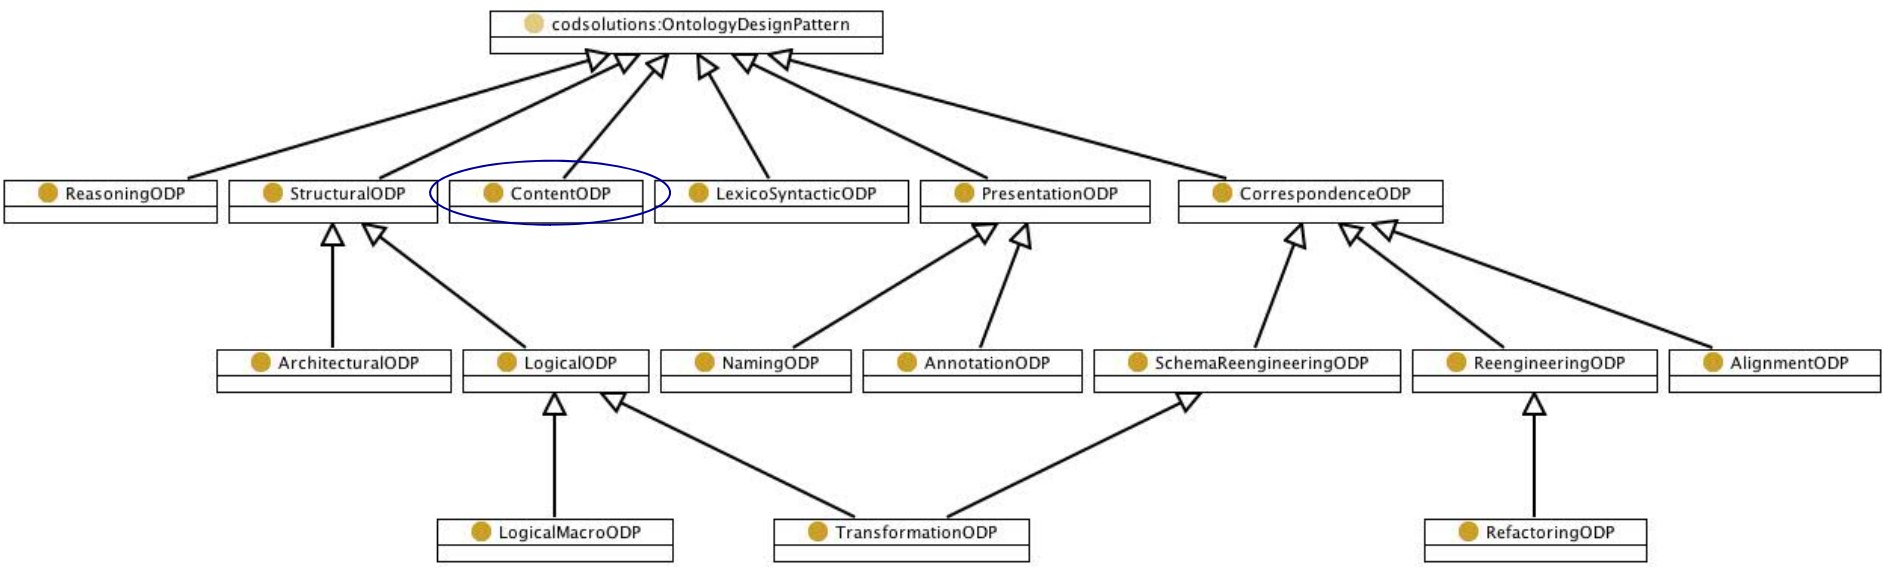 codsolutions:OntologyDesignPattern
ReasoningODP
StructuralODP
ContentODP
LexicoSyntacticODP
PresentationODP
CorrespondenceODP
ArchitecturalODP
LogicalODP
NamingODP
AnnotationODP
SchemaReengineeringODP
ReengineeringODP
AlignmentODP
LogicalMacroODP
TransformationODP
RefactoringODP